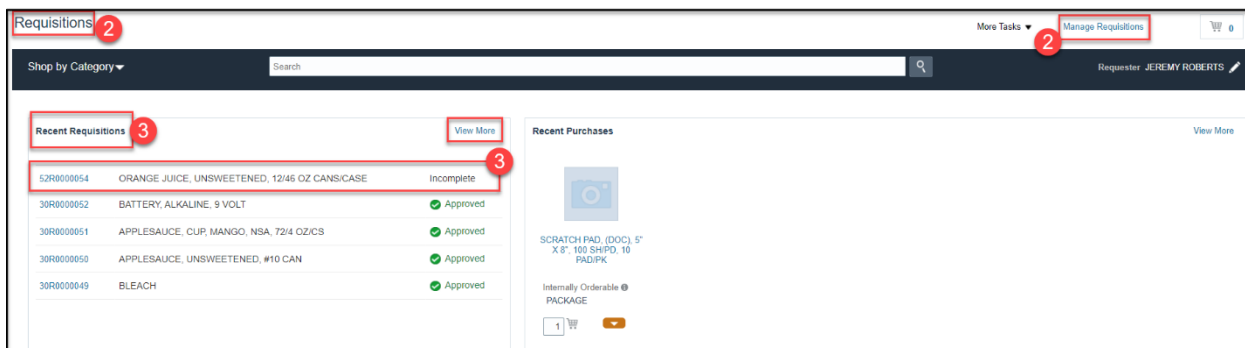 Requisitions 2
More Tasks ▼ Manage Requisitions 2 0
Shop by Category Search Requester JEREMY ROBERTS
Recent Requisitions 3 View More
3
52R0000054 ORANGE JUICE, UNSWEETENED, 12/46 OZ CANS/CASE Incomplete
30R0000052 BATTERY, ALKALINE, 9 VOLT Approved
30R0000051 APPLESAUCE, CUP, MANGO, NSA, 72/4 OZ/CS Approved
30R0000050 APPLESAUCE, UNSWEETENED, #10 CAN Approved
30R0000049 BLEACH Approved
Recent Purchases View More
SCRATCH PAD, (DOC), 5"
X 8", 100 SH/PD, 10
PAD/PK
Internally Orderable
PACKAGE
1